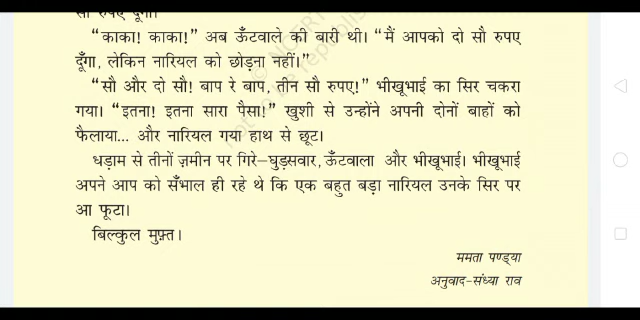 सौ रुपए दूँगा।
“काका! काका!” अब ऊँटवाले की बारी थी। “मैं आपको दो सौ रुपए
दूँगा, लेकिन नारियल को छोड़ना नहीं।”
“सौ और दो सौ! बाप रे बाप, तीन सौ रुपए!” भीखूभाई का सिर चकरा
गया। “इतना! इतना सारा पैसा!” खुशी से उन्होंने अपनी दोनों बाहों को
फैलाया... और नारियल गया हाथ से छूट।
धड़ाम से तीनों ज़मीन पर गिरे–घुड़सवार, ऊँटवाला और भीखूभाई। भीखूभाई
अपने आप को सँभाल ही रहे थे कि एक बहुत बड़ा नारियल उनके सिर पर
आ फूटा।
बिल्कुल मुफ़्त।
ममता पण्ड्या
अनुवाद-संध्या राव